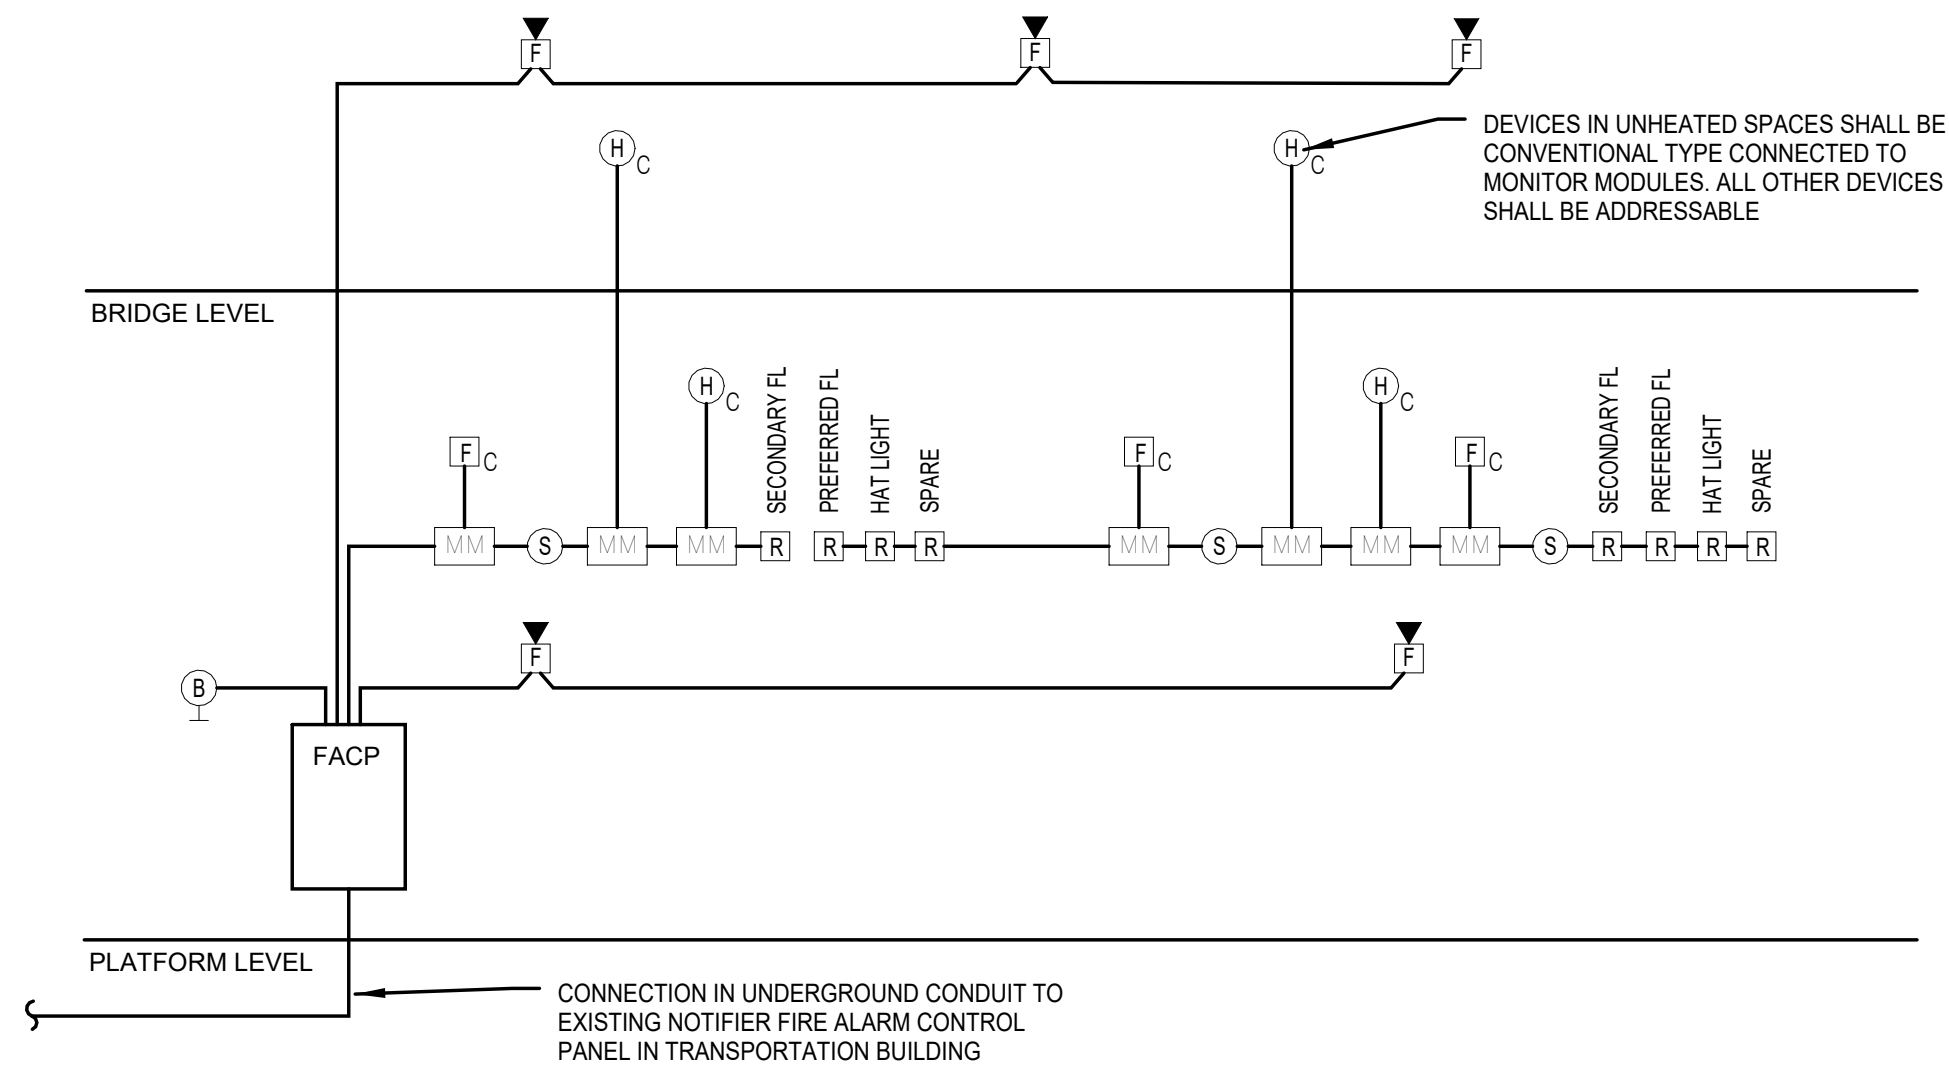 F
F
F
H
C
H
C
DEVICES IN UNHEATED SPACES SHALL BE
CONVENTIONAL TYPE CONNECTED TO
MONITOR MODULES. ALL OTHER DEVICES
SHALL BE ADDRESSABLE
BRIDGE LEVEL
H
C
SECONDARY FL
PREFERRED FL
HAT LIGHT
SPARE
H
C
SECONDARY FL
PREFERRED FL
HAT LIGHT
SPARE
F
C
F
C
F
C
MM
S
MM
MM
R
R
R
R
MM
S
MM
MM
MM
S
R
R
R
R
F
F
B
FACP
PLATFORM LEVEL
CONNECTION IN UNDERGROUND CONDUIT TO
EXISTING NOTIFIER FIRE ALARM CONTROL
PANEL IN TRANSPORTATION BUILDING